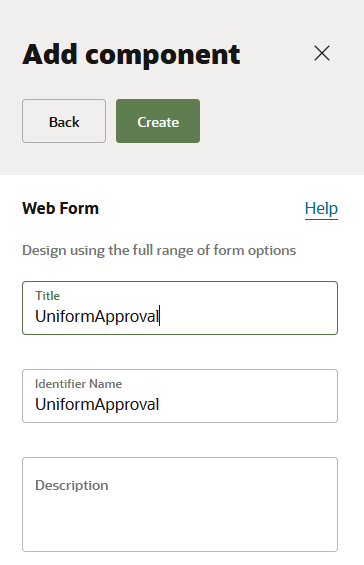 Add component
Back
Create
Web Form
Help
Design using the full range of form options
Title
UniformApproval
Identifier Name
UniformApproval
Description